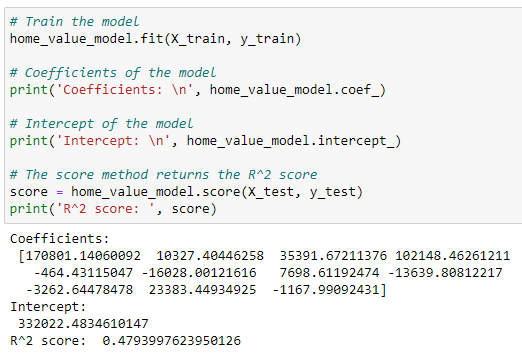 # Train the model
home_value_model.fit(X_train, y_train)
# Coefficients of the model
print('Coefficients: \n', home_value_model.coef_)
# Intercept of the model
print('Intercept: \n', home_value_model.intercept_)
# The score method returns the R^2 score
score = home_value_model.score(X_test, y_test)
print('R^2 score: ', score)
Coefficients:
[170801.14060092 10327.40446258 35391.67211376 102148.46261211
-464.43115047 -16028.00121616 7698.61192474 -13639.80812217
-3262.64478478 23383.44934925 -1167.99092431]
Intercept:
332022.4834610147
R^2 score: 0.4793997623950126